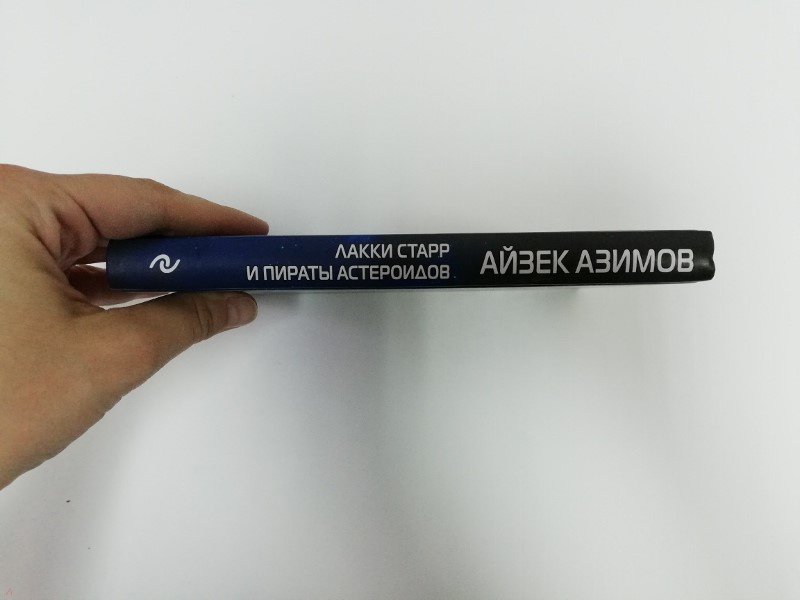 ЛАККИ СТАРР
И ПИРАТЫ АСТЕРОИДОВ
АЙЗЕК АЗИМОВ